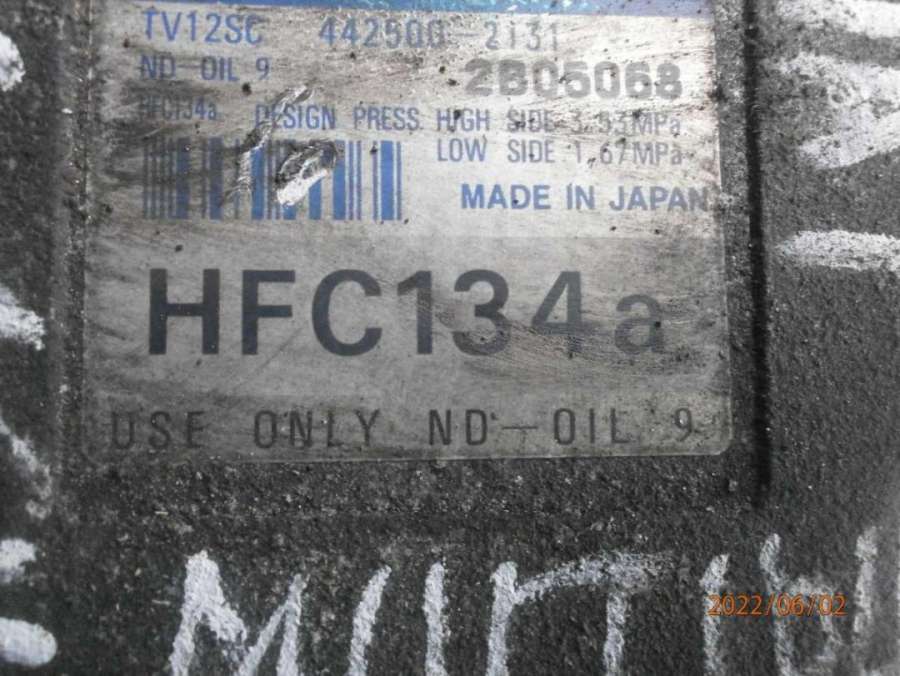 TV12SC 442500-2131
ND-OIL 9 2B05068
HFC134a DESIGN PRESS. HIGH SIDE 3.53MPa
LOW SIDE 1.67MPa
MADE IN JAPAN
HFC134a
USE ONLY ND-OIL 9
2022/06/02